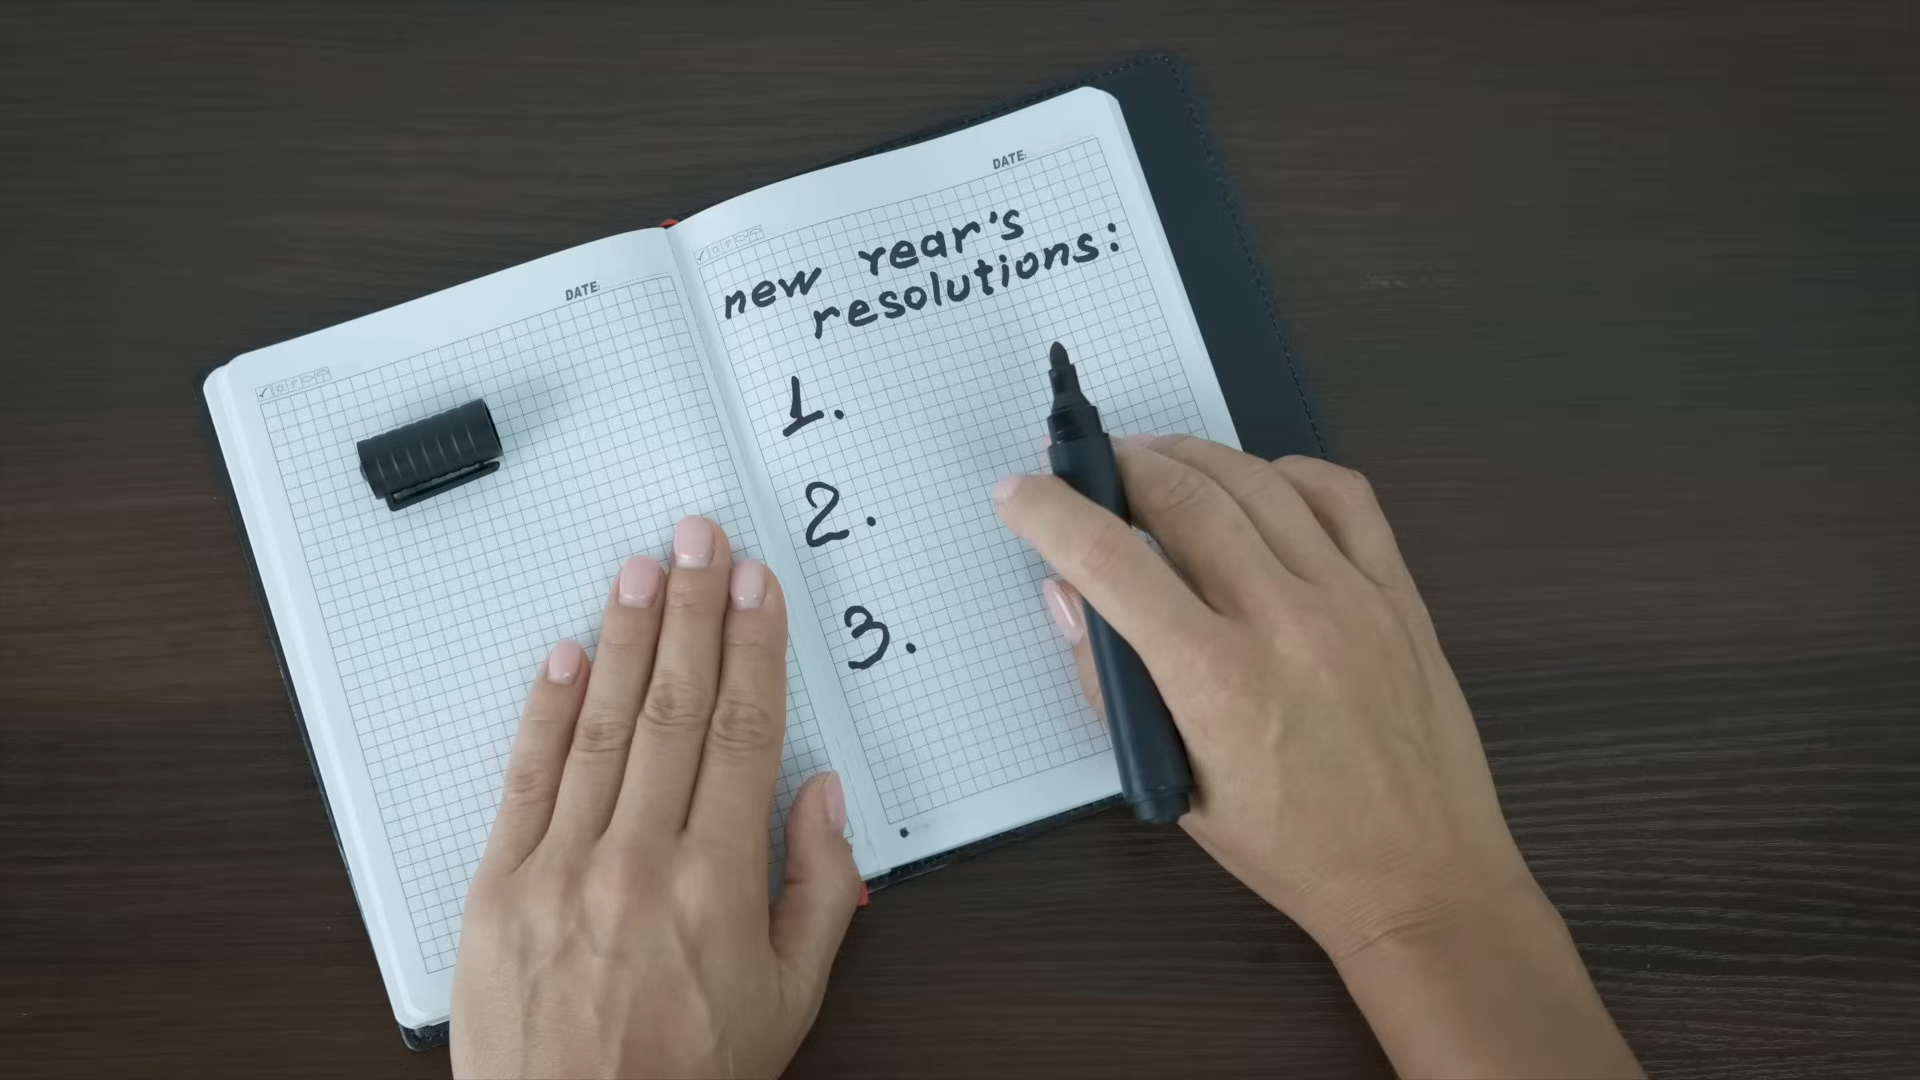 DATE:
DATE:
new year's
resolutions:
1.
2.
3.